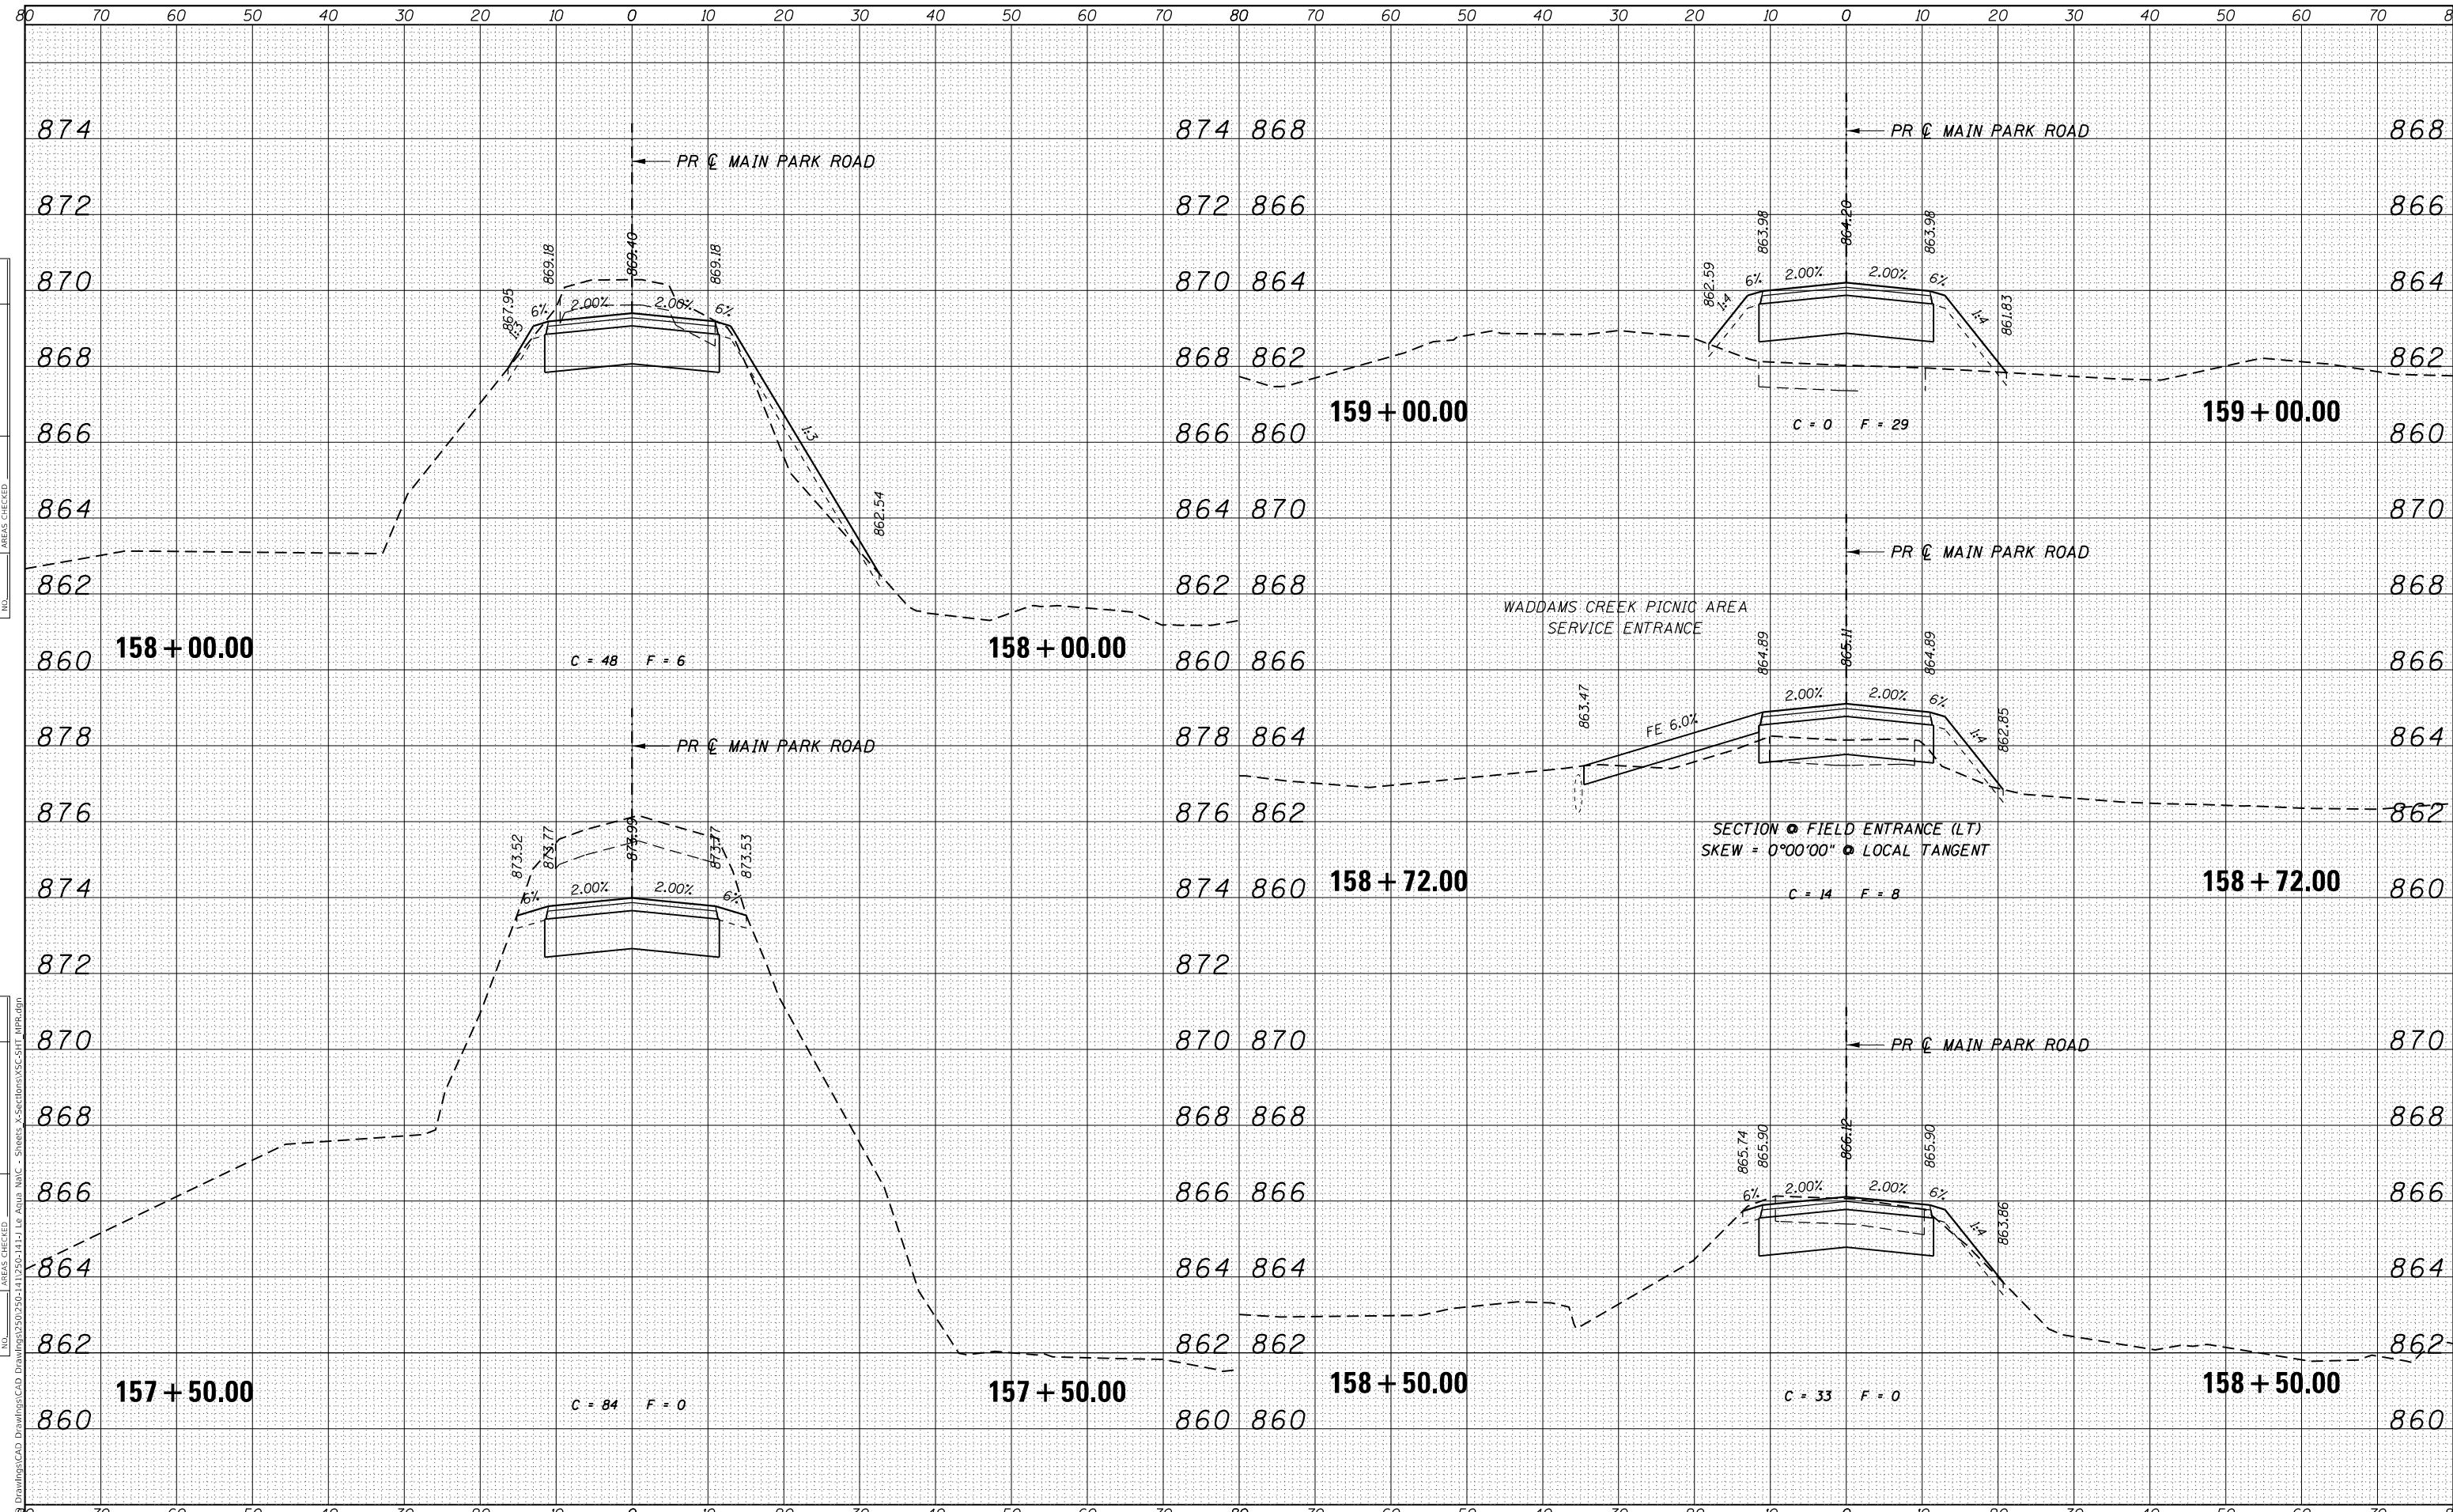 80 70 60 50 40 30 20 10 0 10 20 30 40 50 60 70 80 70 60 50 40 30 20 10 0 10 20 30 40 50 60 70 8
874 874 868 868
PR ℄ MAIN PARK ROAD
PR ℄ MAIN PARK ROAD
872 872 866 866
869.18 869.40 869.18
863.98 864.20 863.98
870 870 864 864
867.95 1:3 6% 2.00% 2.00% 6%
862.59 1:4 6% 2.00% 2.00% 6% 1:4 861.83
868 868 862 862
159+00.00 159+00.00
C = 0 F = 29
866 866 860 860
1:3
862.54
864 864 870 870
PR ℄ MAIN PARK ROAD
862 862 868 868
WADDAMS CREEK PICNIC AREA
SERVICE ENTRANCE
158+00.00 158+00.00
C = 48 F = 6
864.89 865.11 864.89
860 860 866 866
863.47 FE 6.0% 2.00% 2.00% 6% 1:4 862.85
878 878 864 864
PR ℄ MAIN PARK ROAD
876 876 862 862
873.52 873.77 873.99 873.77 873.53
SECTION @ FIELD ENTRANCE (LT)
SKEW = 0°00'00" @ LOCAL TANGENT
158+72.00 158+72.00
C = 14 F = 8
874 874 860 860
6% 2.00% 2.00% 6%
872 872
870 870 870 870
PR ℄ MAIN PARK ROAD
868 868 868 868
865.74 865.90 866.12 865.90
866 866 866 866
6% 2.00% 2.00% 6% 1:4 863.86
864 864 864 864
862 862 862 862
157+50.00 157+50.00
C = 84 F = 0
158+50.00 158+50.00
C = 33 F = 0
860 860 860 860
AREAS CHECKED
NO.
AREAS CHECKED
NO.